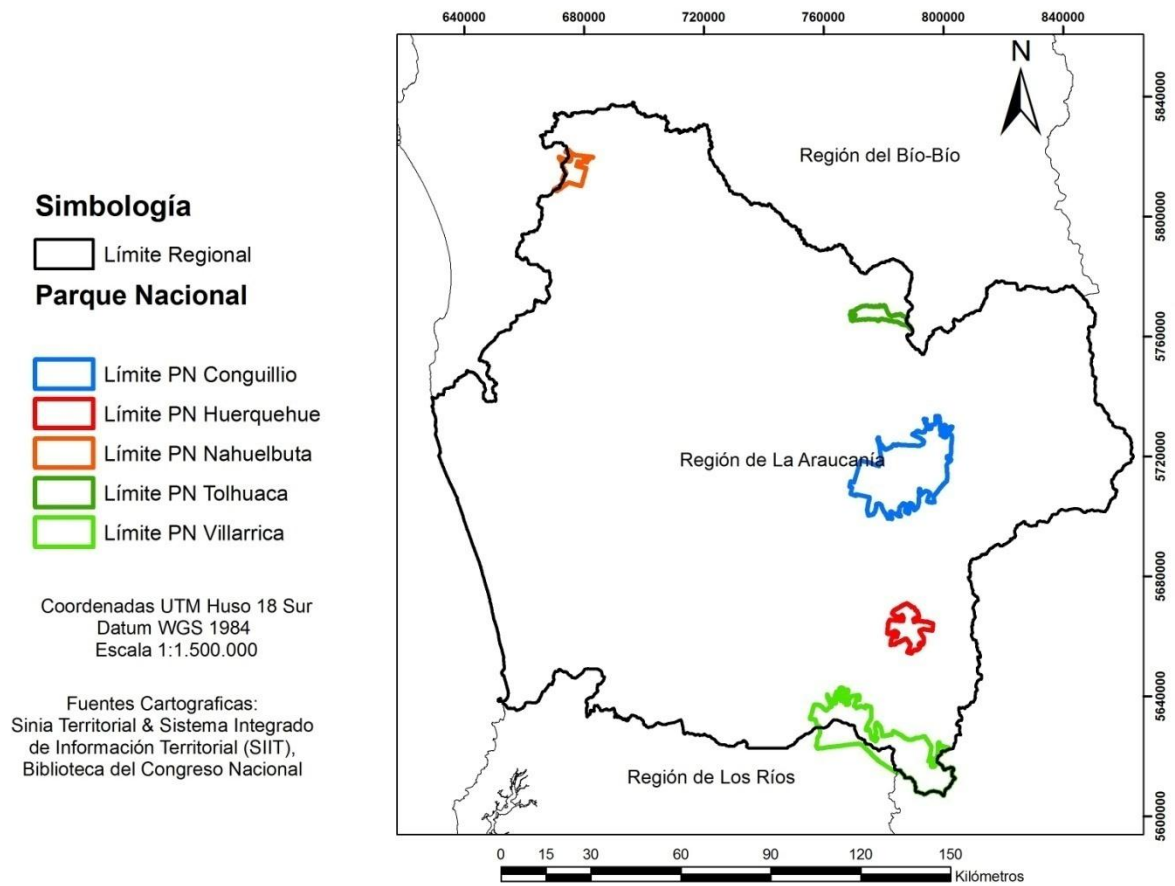 640000 680000 720000 760000 800000 840000
N
5840000
5800000
5760000
5720000
5680000
5640000
5600000
Región del Bío-Bío
Región de La Araucanía
Región de Los Ríos
Simbología
Límite Regional
Parque Nacional
Límite PN Conguillio
Límite PN Huerquehue
Límite PN Nahuelbuta
Límite PN Tolhuaca
Límite PN Villarrica
Coordenadas UTM Huso 18 Sur
Datum WGS 1984
Escala 1:1.500.000
Fuentes Cartograficas:
Sinia Territorial & Sistema Integrado
de Información Territorial (SIIT),
Biblioteca del Congreso Nacional
0 15 30 60 90 120 150
Kilómetros